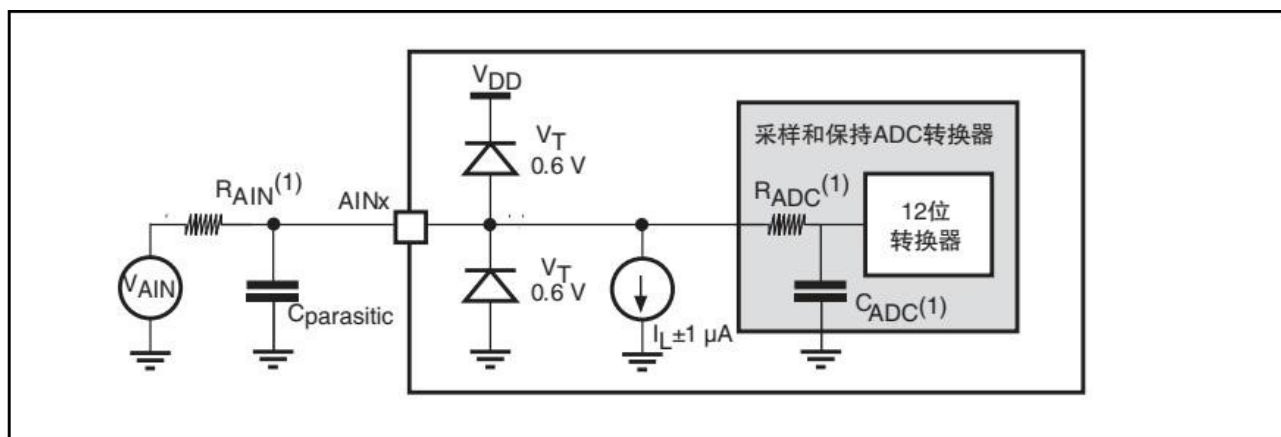 VDD
VT
0.6 V
采样和保持ADC转换器
RAIN(1)
AINx
RADC(1)
12位
转换器
VAIN
Cparasitic
VT
0.6 V
IL±1 µA
CADC(1)